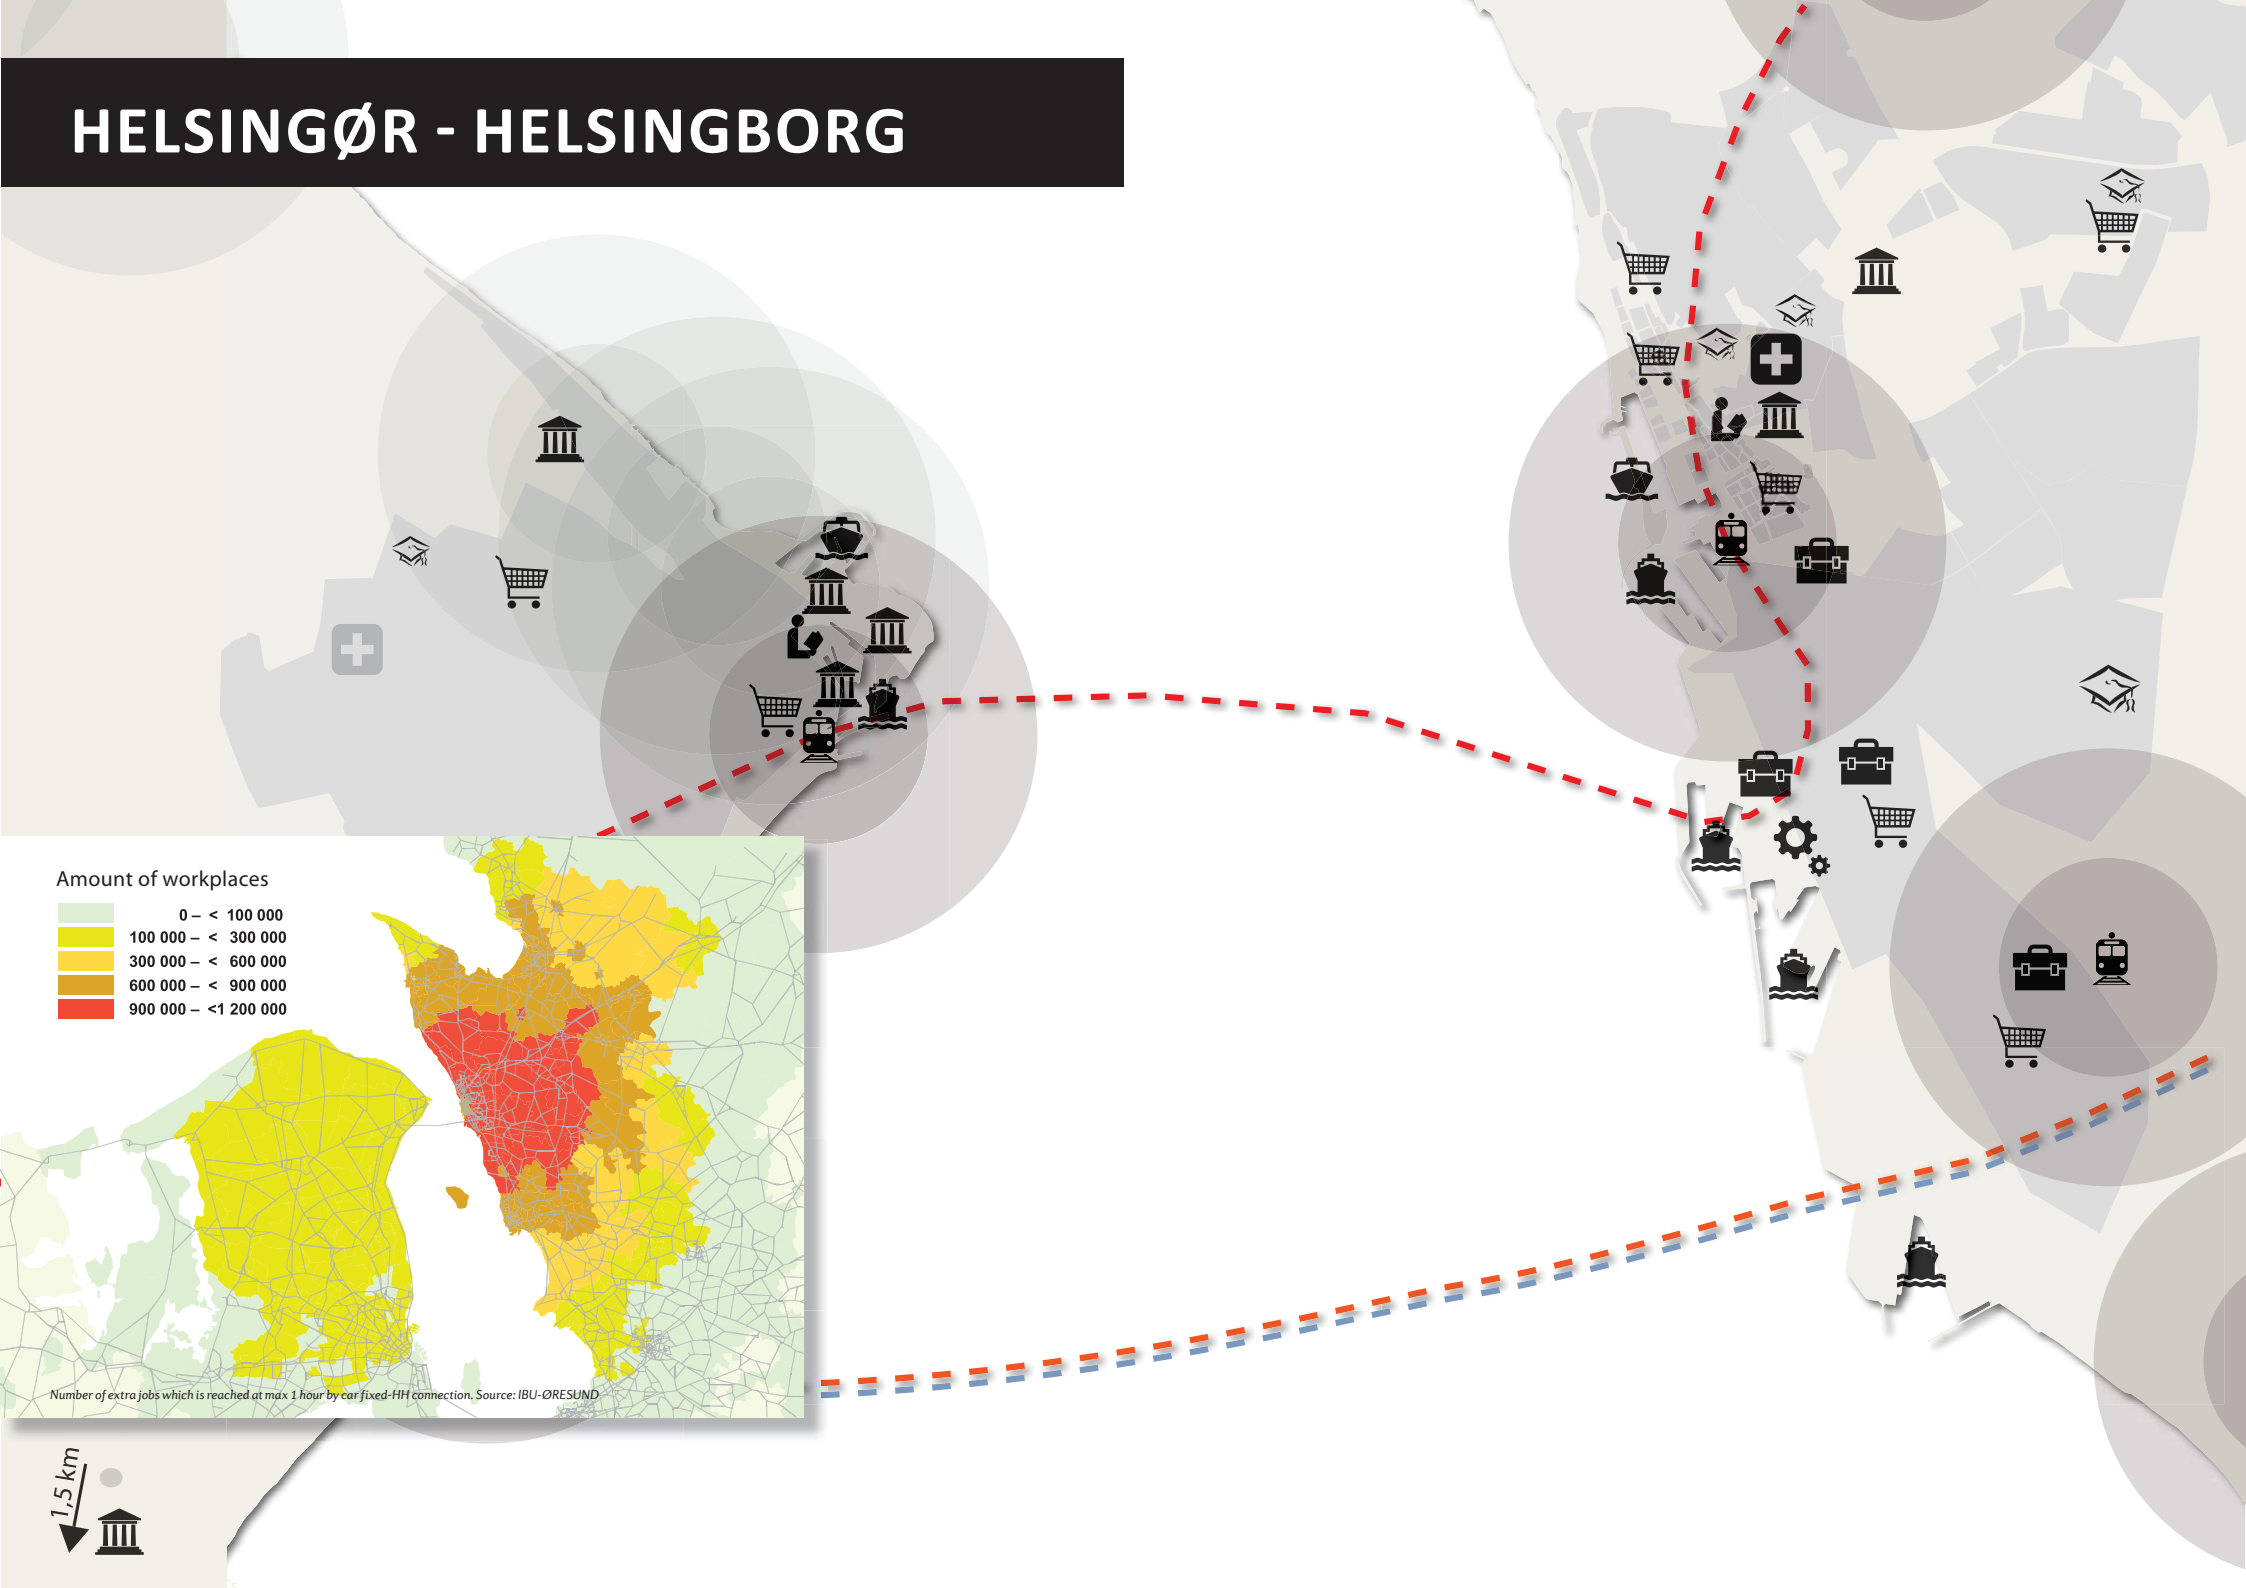 HELSINGØR - HELSINGBORG
Amount of workplaces
0 – < 100 000
100 000 – < 300 000
300 000 – < 600 000
600 000 – < 900 000
900 000 – <1 200 000
Number of extra jobs which is reached at max 1 hour by car fixed-HH connection. Source: IBU-ØRESUND
1,5 km